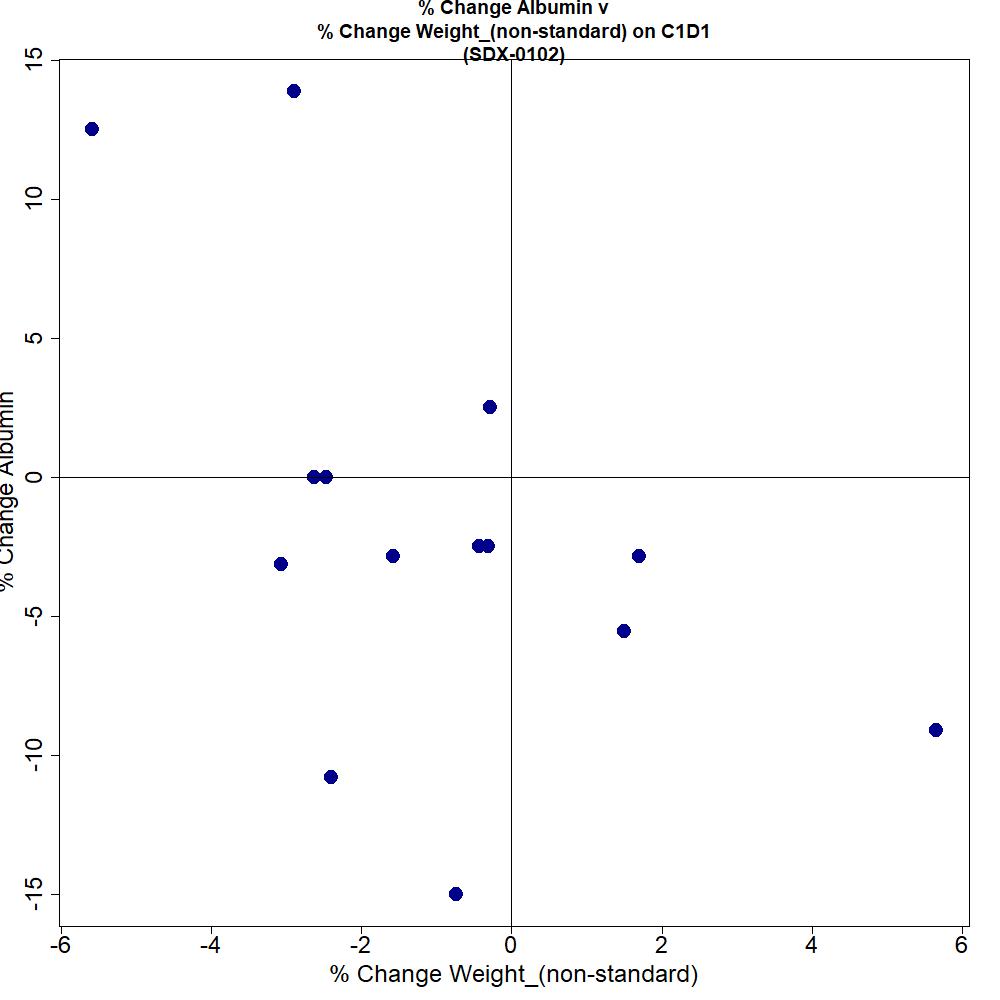 % Change Albumin v
% Change Weight_(non-standard) on C1D1
(SDX-0102)
% Change Albumin
15
10
5
0
-5
-10
-15
-6
-4
-2
0
2
4
6
% Change Weight_(non-standard)